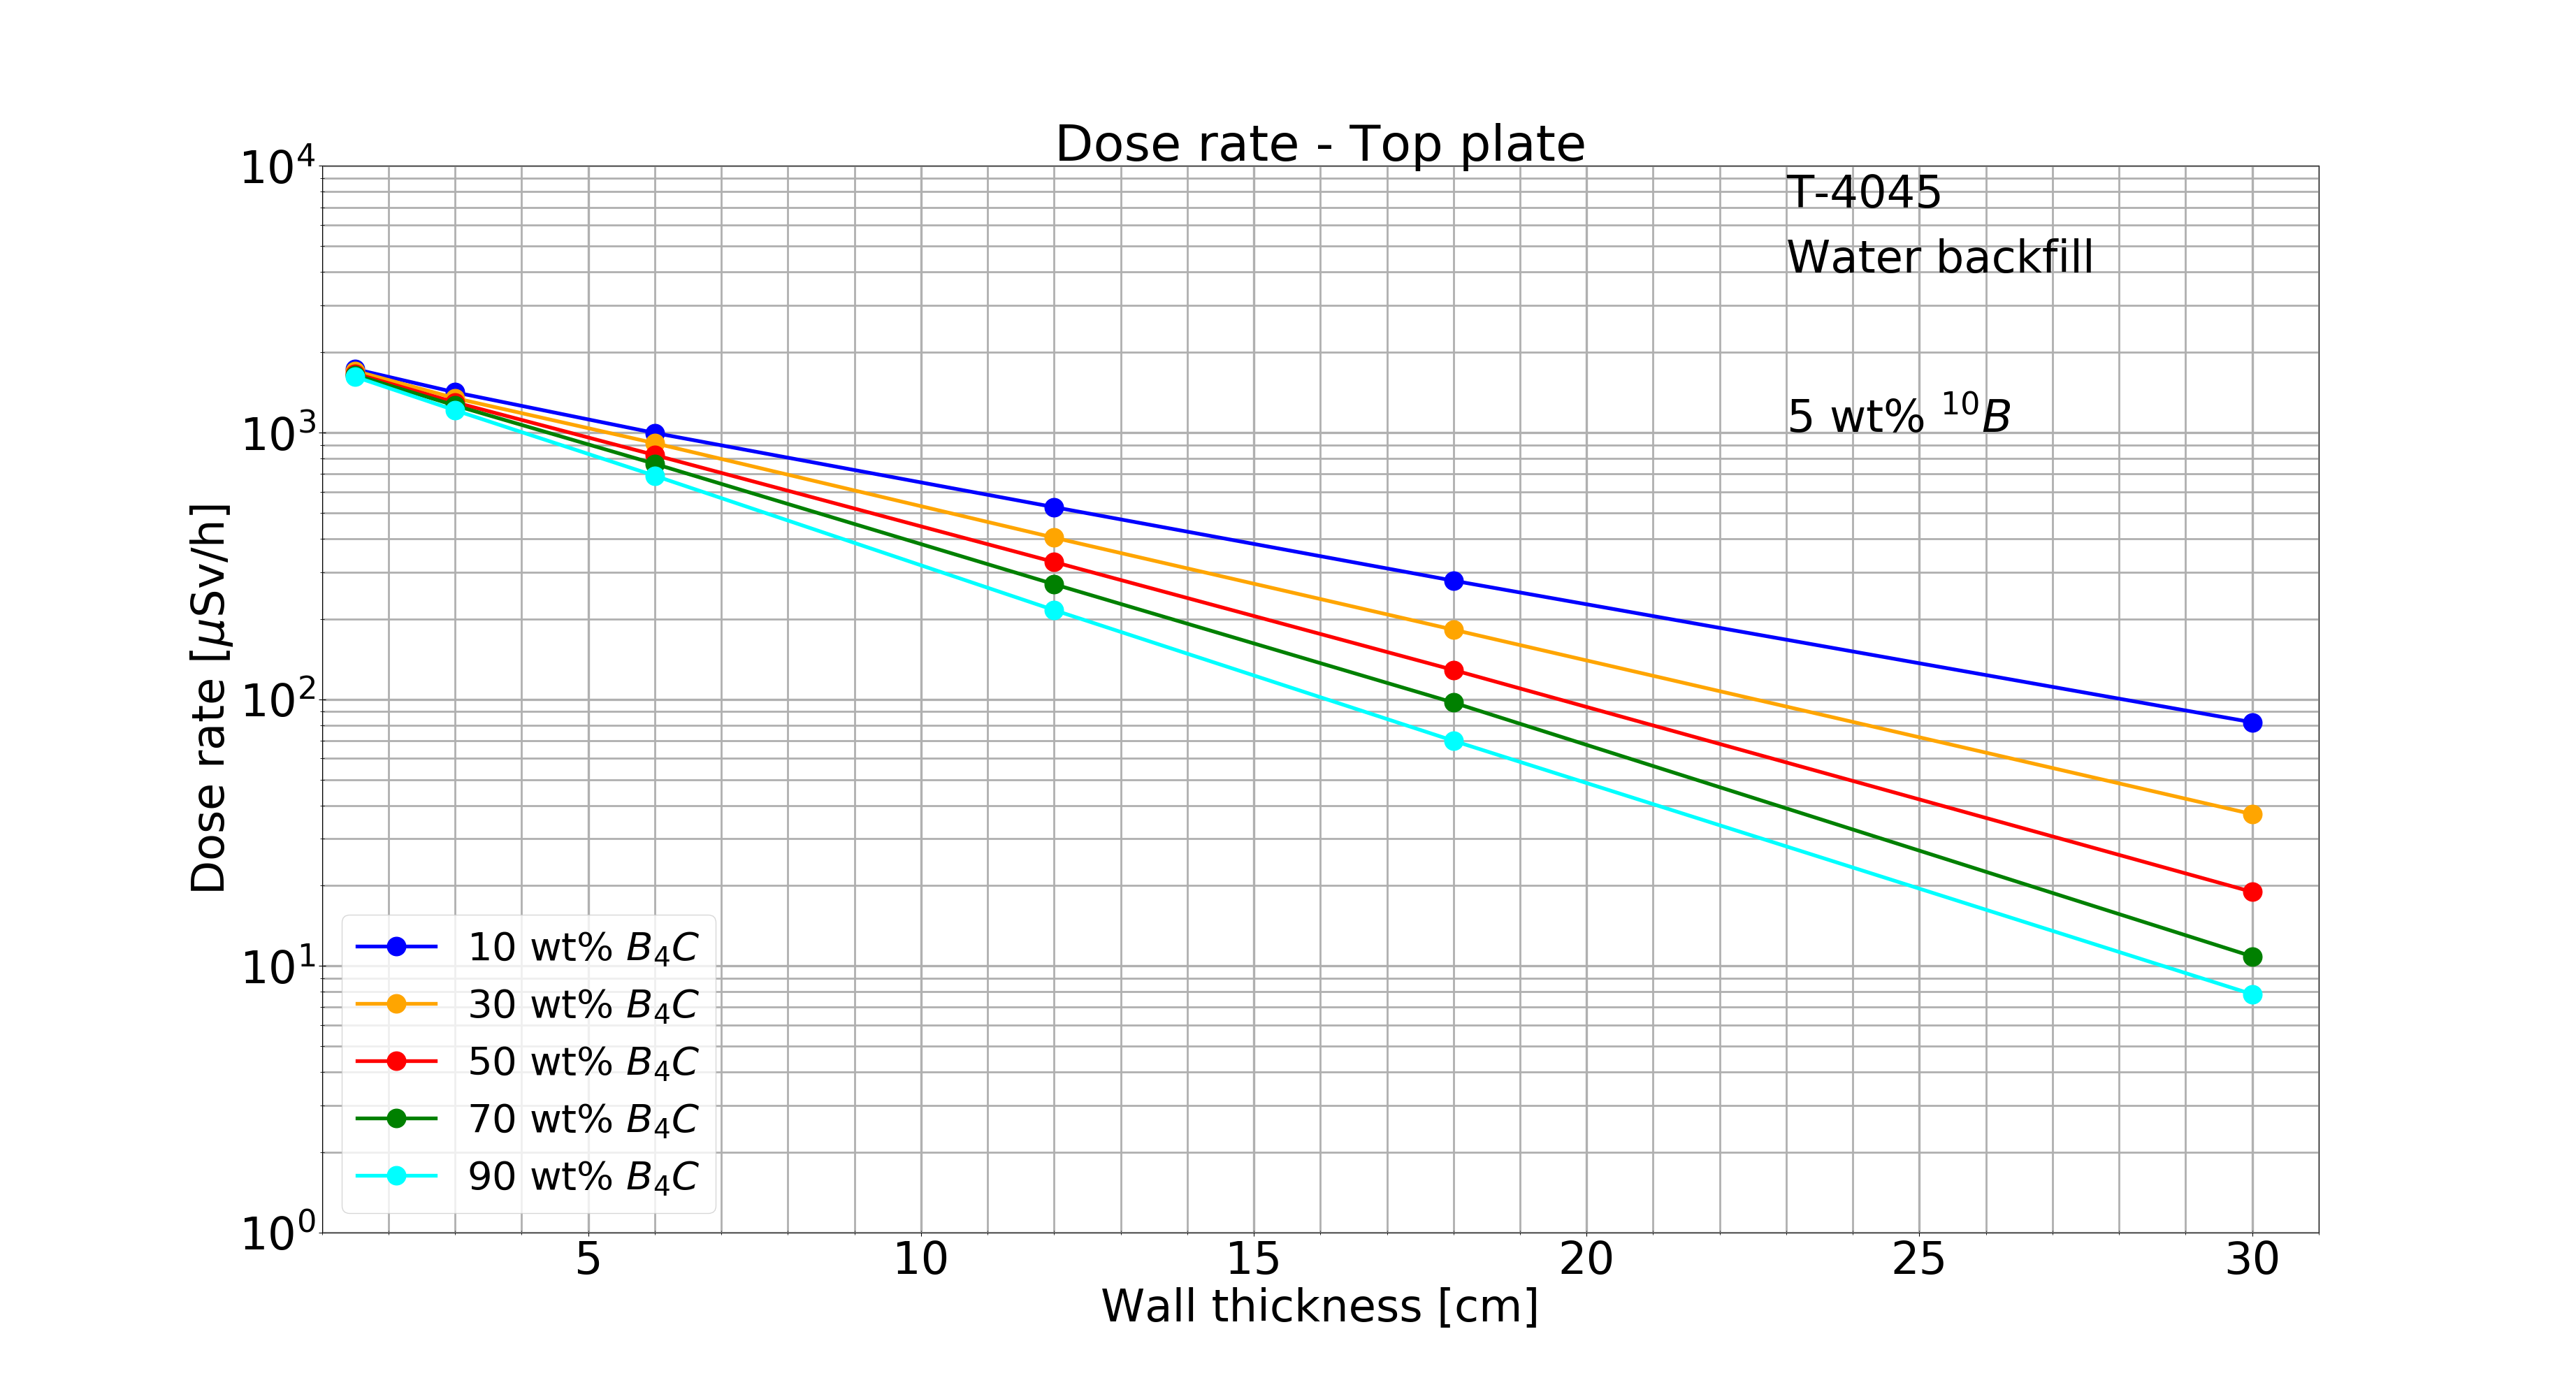 Dose rate - Top plate
10⁴
10³
10²
10¹
10⁰
Dose rate [μSv/h]
T-4045
Water backfill
5 wt% ¹⁰B
10 wt% B₄C
30 wt% B₄C
50 wt% B₄C
70 wt% B₄C
90 wt% B₄C
5 10 15 20 25 30
Wall thickness [cm]